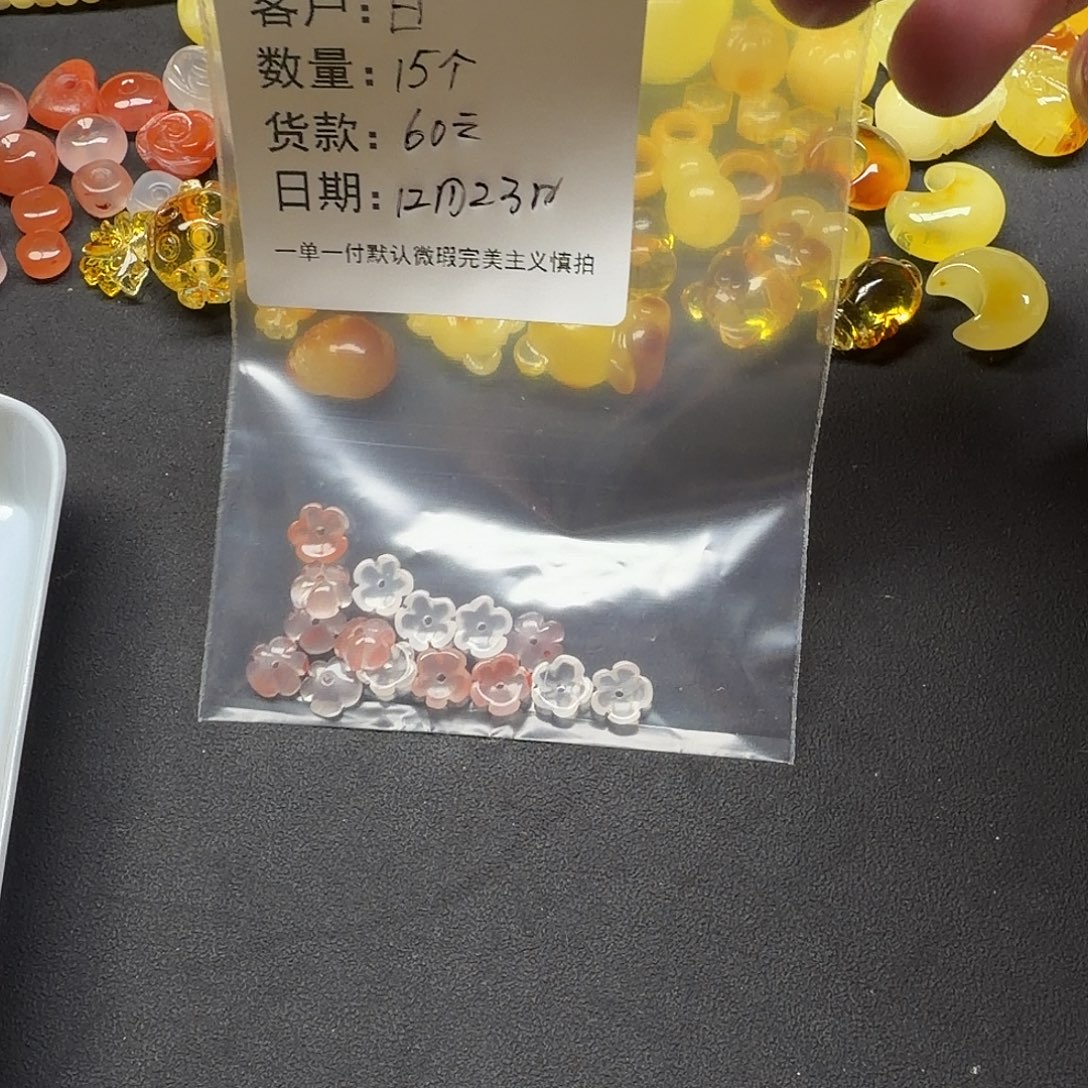 客户：白
数量：15个
货款：60元
日期：12月23日
一单一付默认微瑕完美主义慎拍